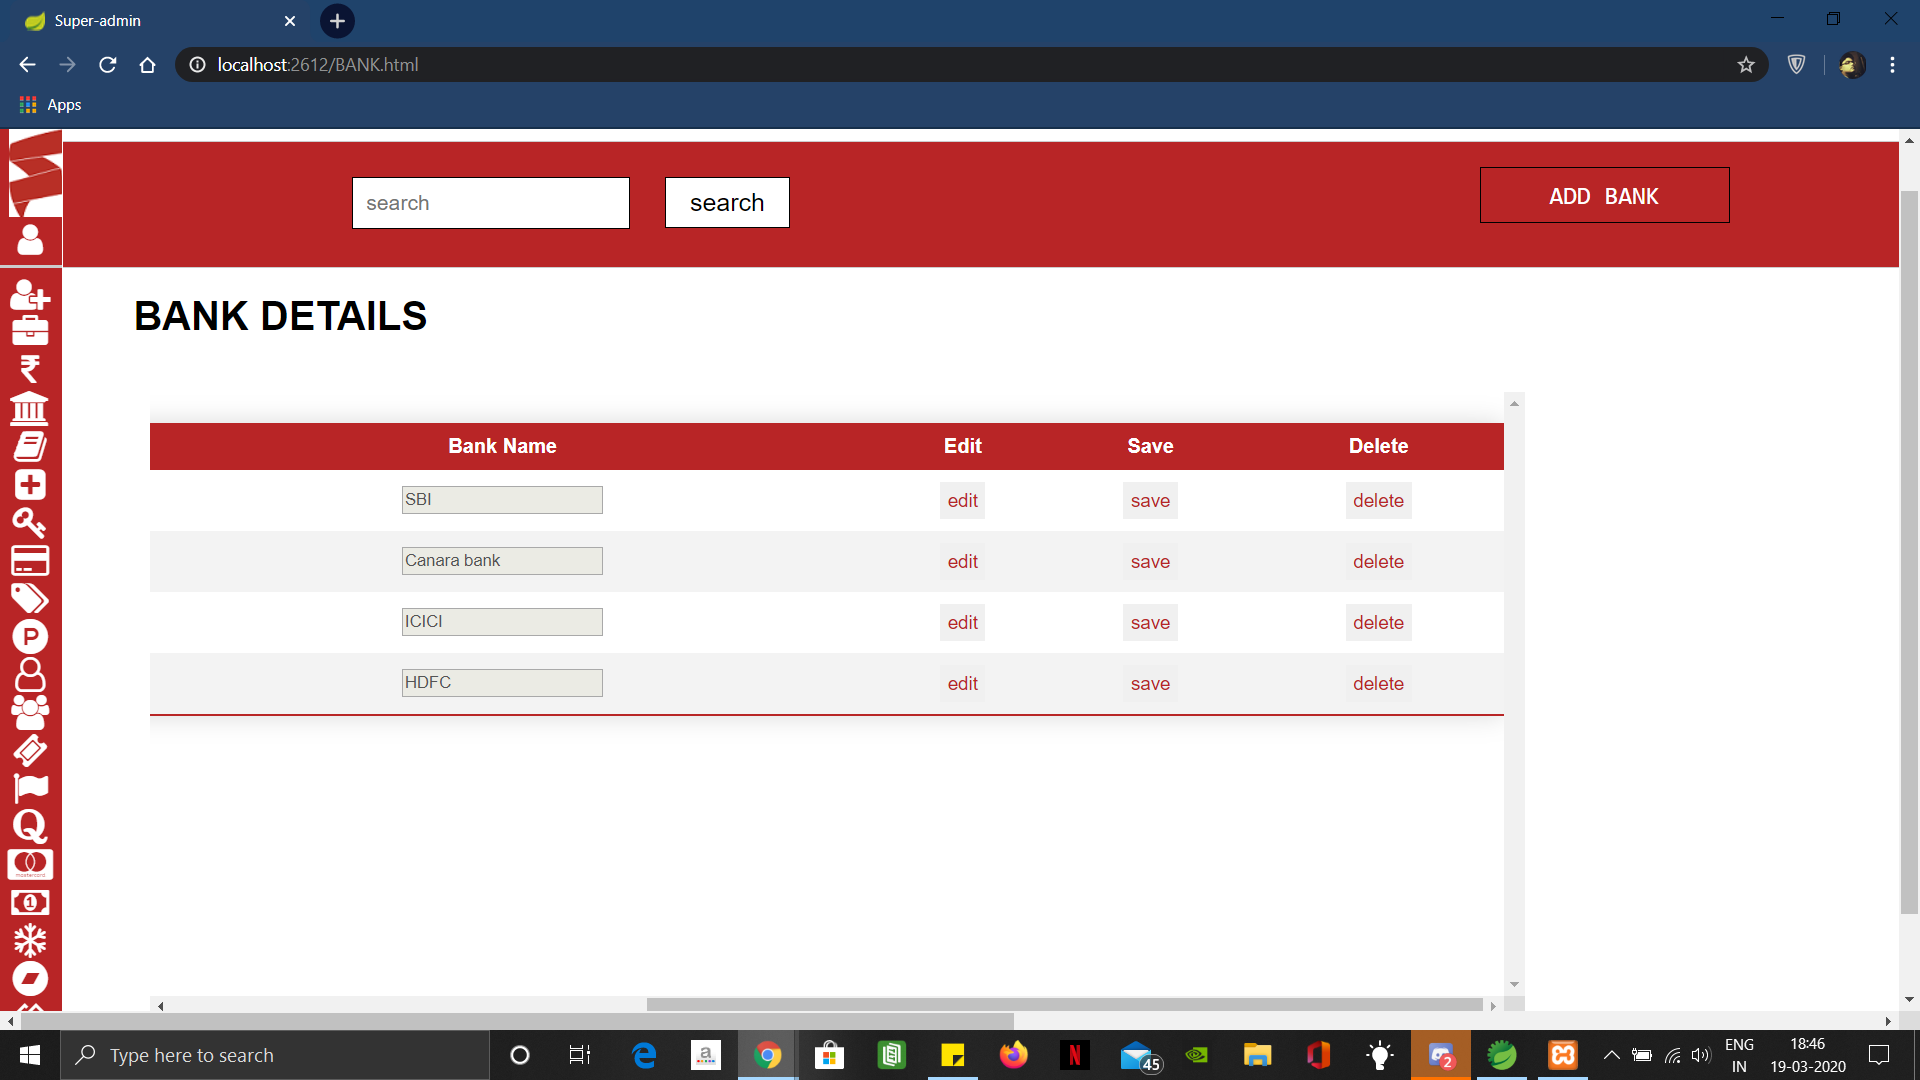 Super-admin
localhost:2612/BANK.html
Apps
search
search
ADD BANK
BANK DETAILS
Bank Name Edit Save Delete
SBI edit save delete
Canara bank edit save delete
ICICI edit save delete
HDFC edit save delete
P
Q
mastercard
1
Type here to search
a
N
45
2
ENG
IN
18:46
19-03-2020